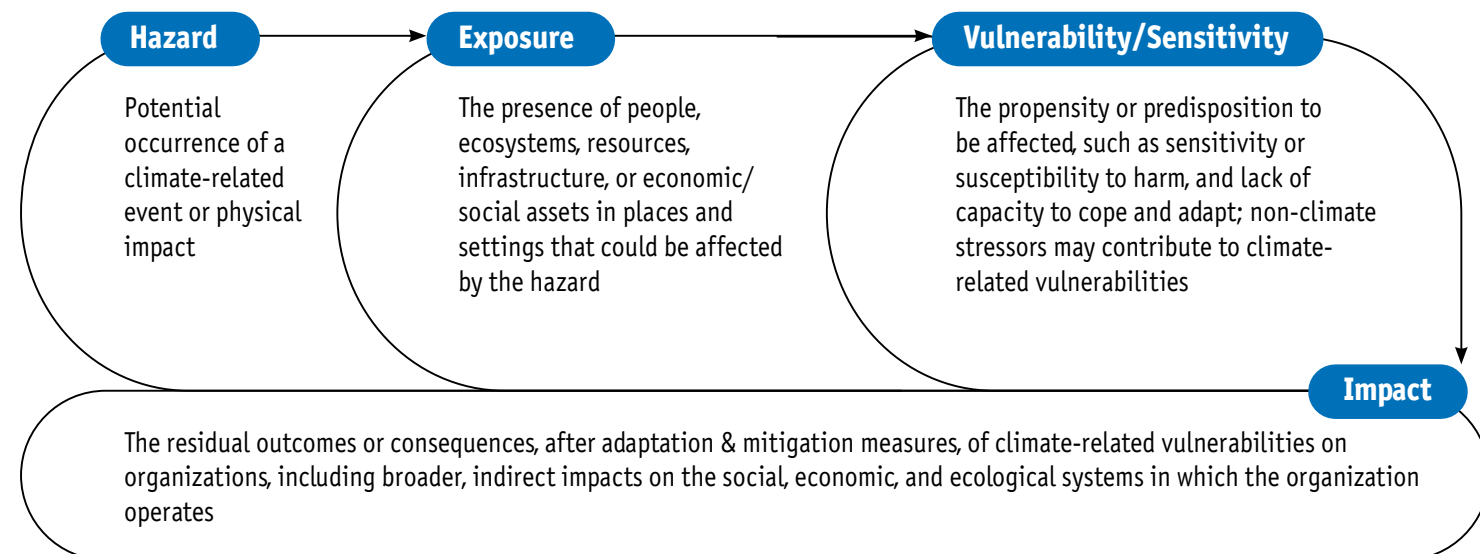 Hazard
Potential
occurrence of a
climate-related
event or physical
impact
Exposure
The presence of people,
ecosystems, resources,
infrastructure, or economic/
social assets in places and
settings that could be affected
by the hazard
Vulnerability/Sensitivity
The propensity or predisposition to
be affected, such as sensitivity or
susceptibility to harm, and lack of
capacity to cope and adapt; non-climate
stressors may contribute to climate-
related vulnerabilities
Impact
The residual outcomes or consequences, after adaptation & mitigation measures, of climate-related vulnerabilities on
organizations, including broader, indirect impacts on the social, economic, and ecological systems in which the organization
operates